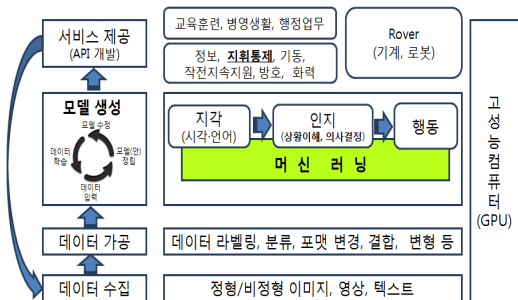 서비스 제공
(API 개발)
교육훈련, 병영생활, 행정업무
정보, 지휘통제, 기동,
작전지속지원, 방호, 화력
Rover
(기계, 로봇)
모델 생성
모델 수정
모델(안)
정립
데이터
입력
데이터
학습
지각
(시각·언어)
인지
(상황이해, 의사결정)
행동
머 신 러 닝
데이터 가공
데이터 라벨링, 분류, 포맷 변경, 결합, 변형 등
데이터 수집
정형/비정형 이미지, 영상, 텍스트
고
성
능
컴
퓨
터
(GPU)